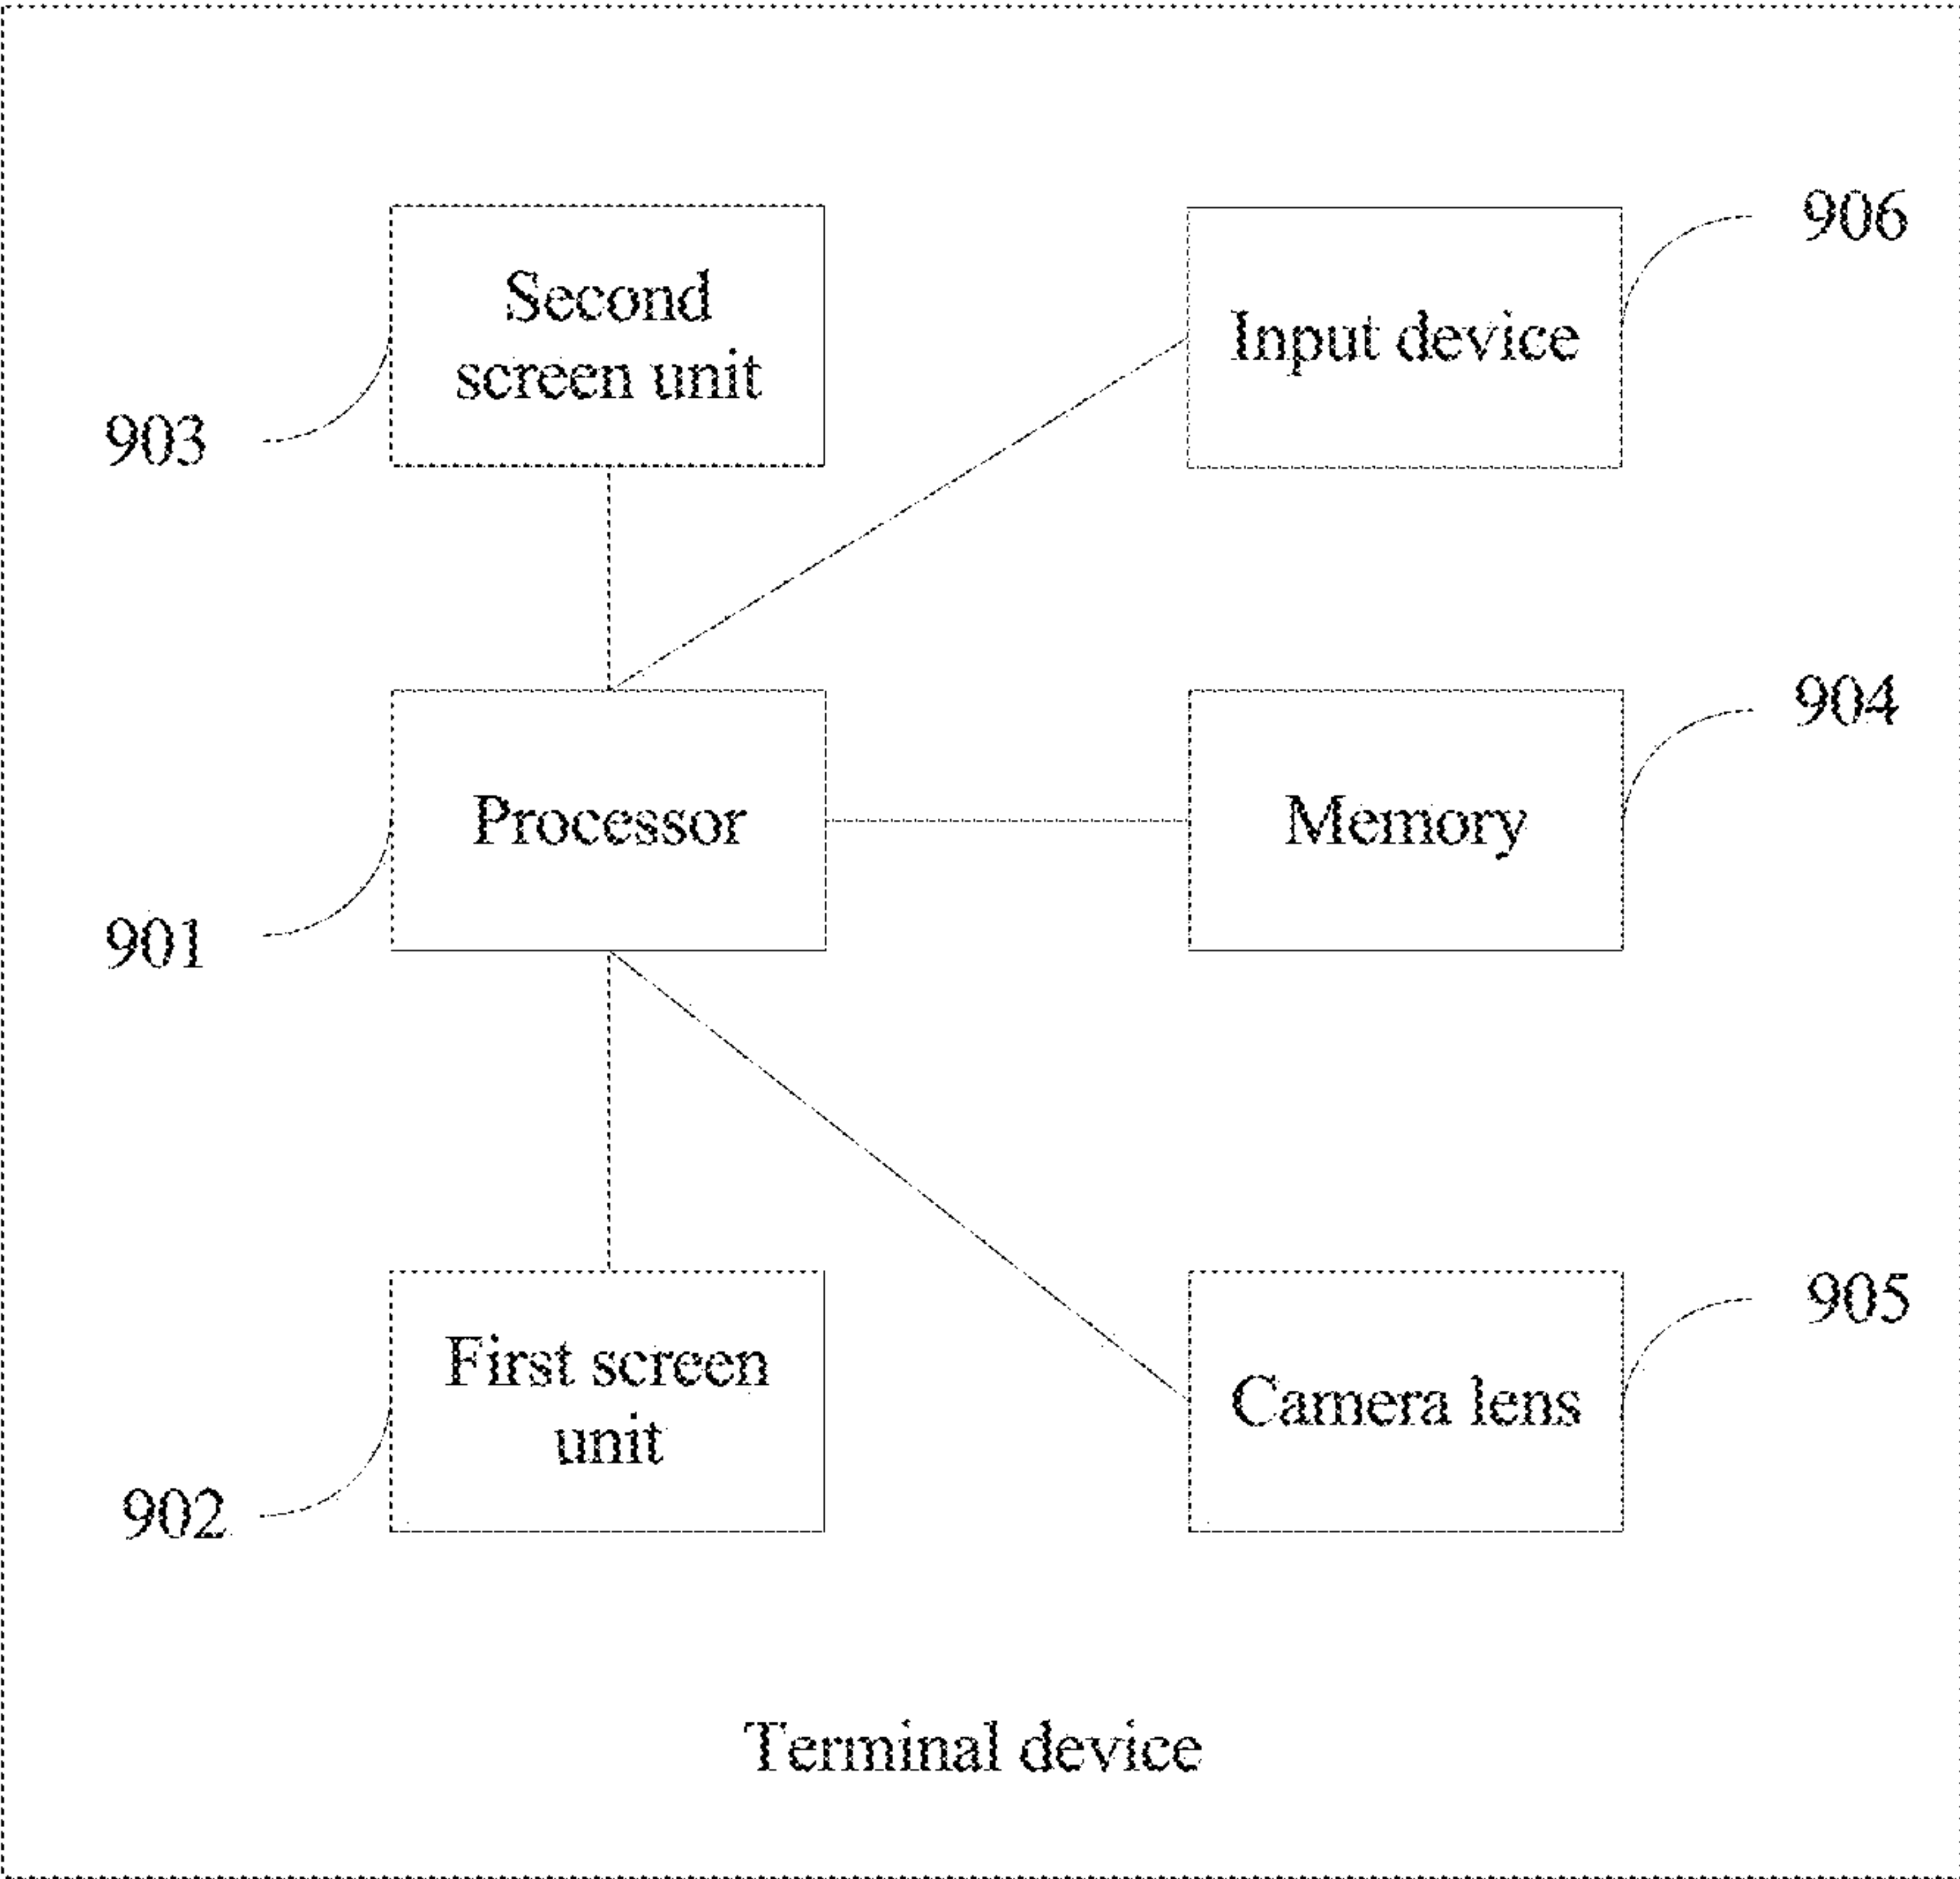 906
Second
screen unit
Input device
903
904
Processor
Memory
901
905
First screen
unit
Camera lens
902
Terminal device